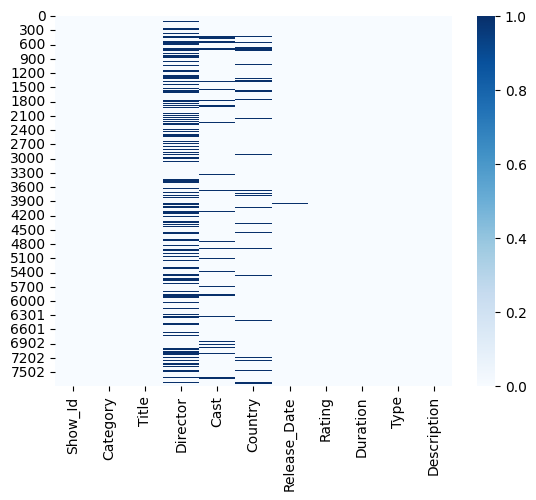 0
300
600
900
1200
1500
1800
2100
2400
2700
3000
3300
3600
3900
4200
4500
4800
5100
5400
5700
6000
6301
6601
6902
7202
7502
Show_Id
Category
Title
Director
Cast
Country
Release_Date
Rating
Duration
Type
Description
1.0
0.8
0.6
0.4
0.2
0.0